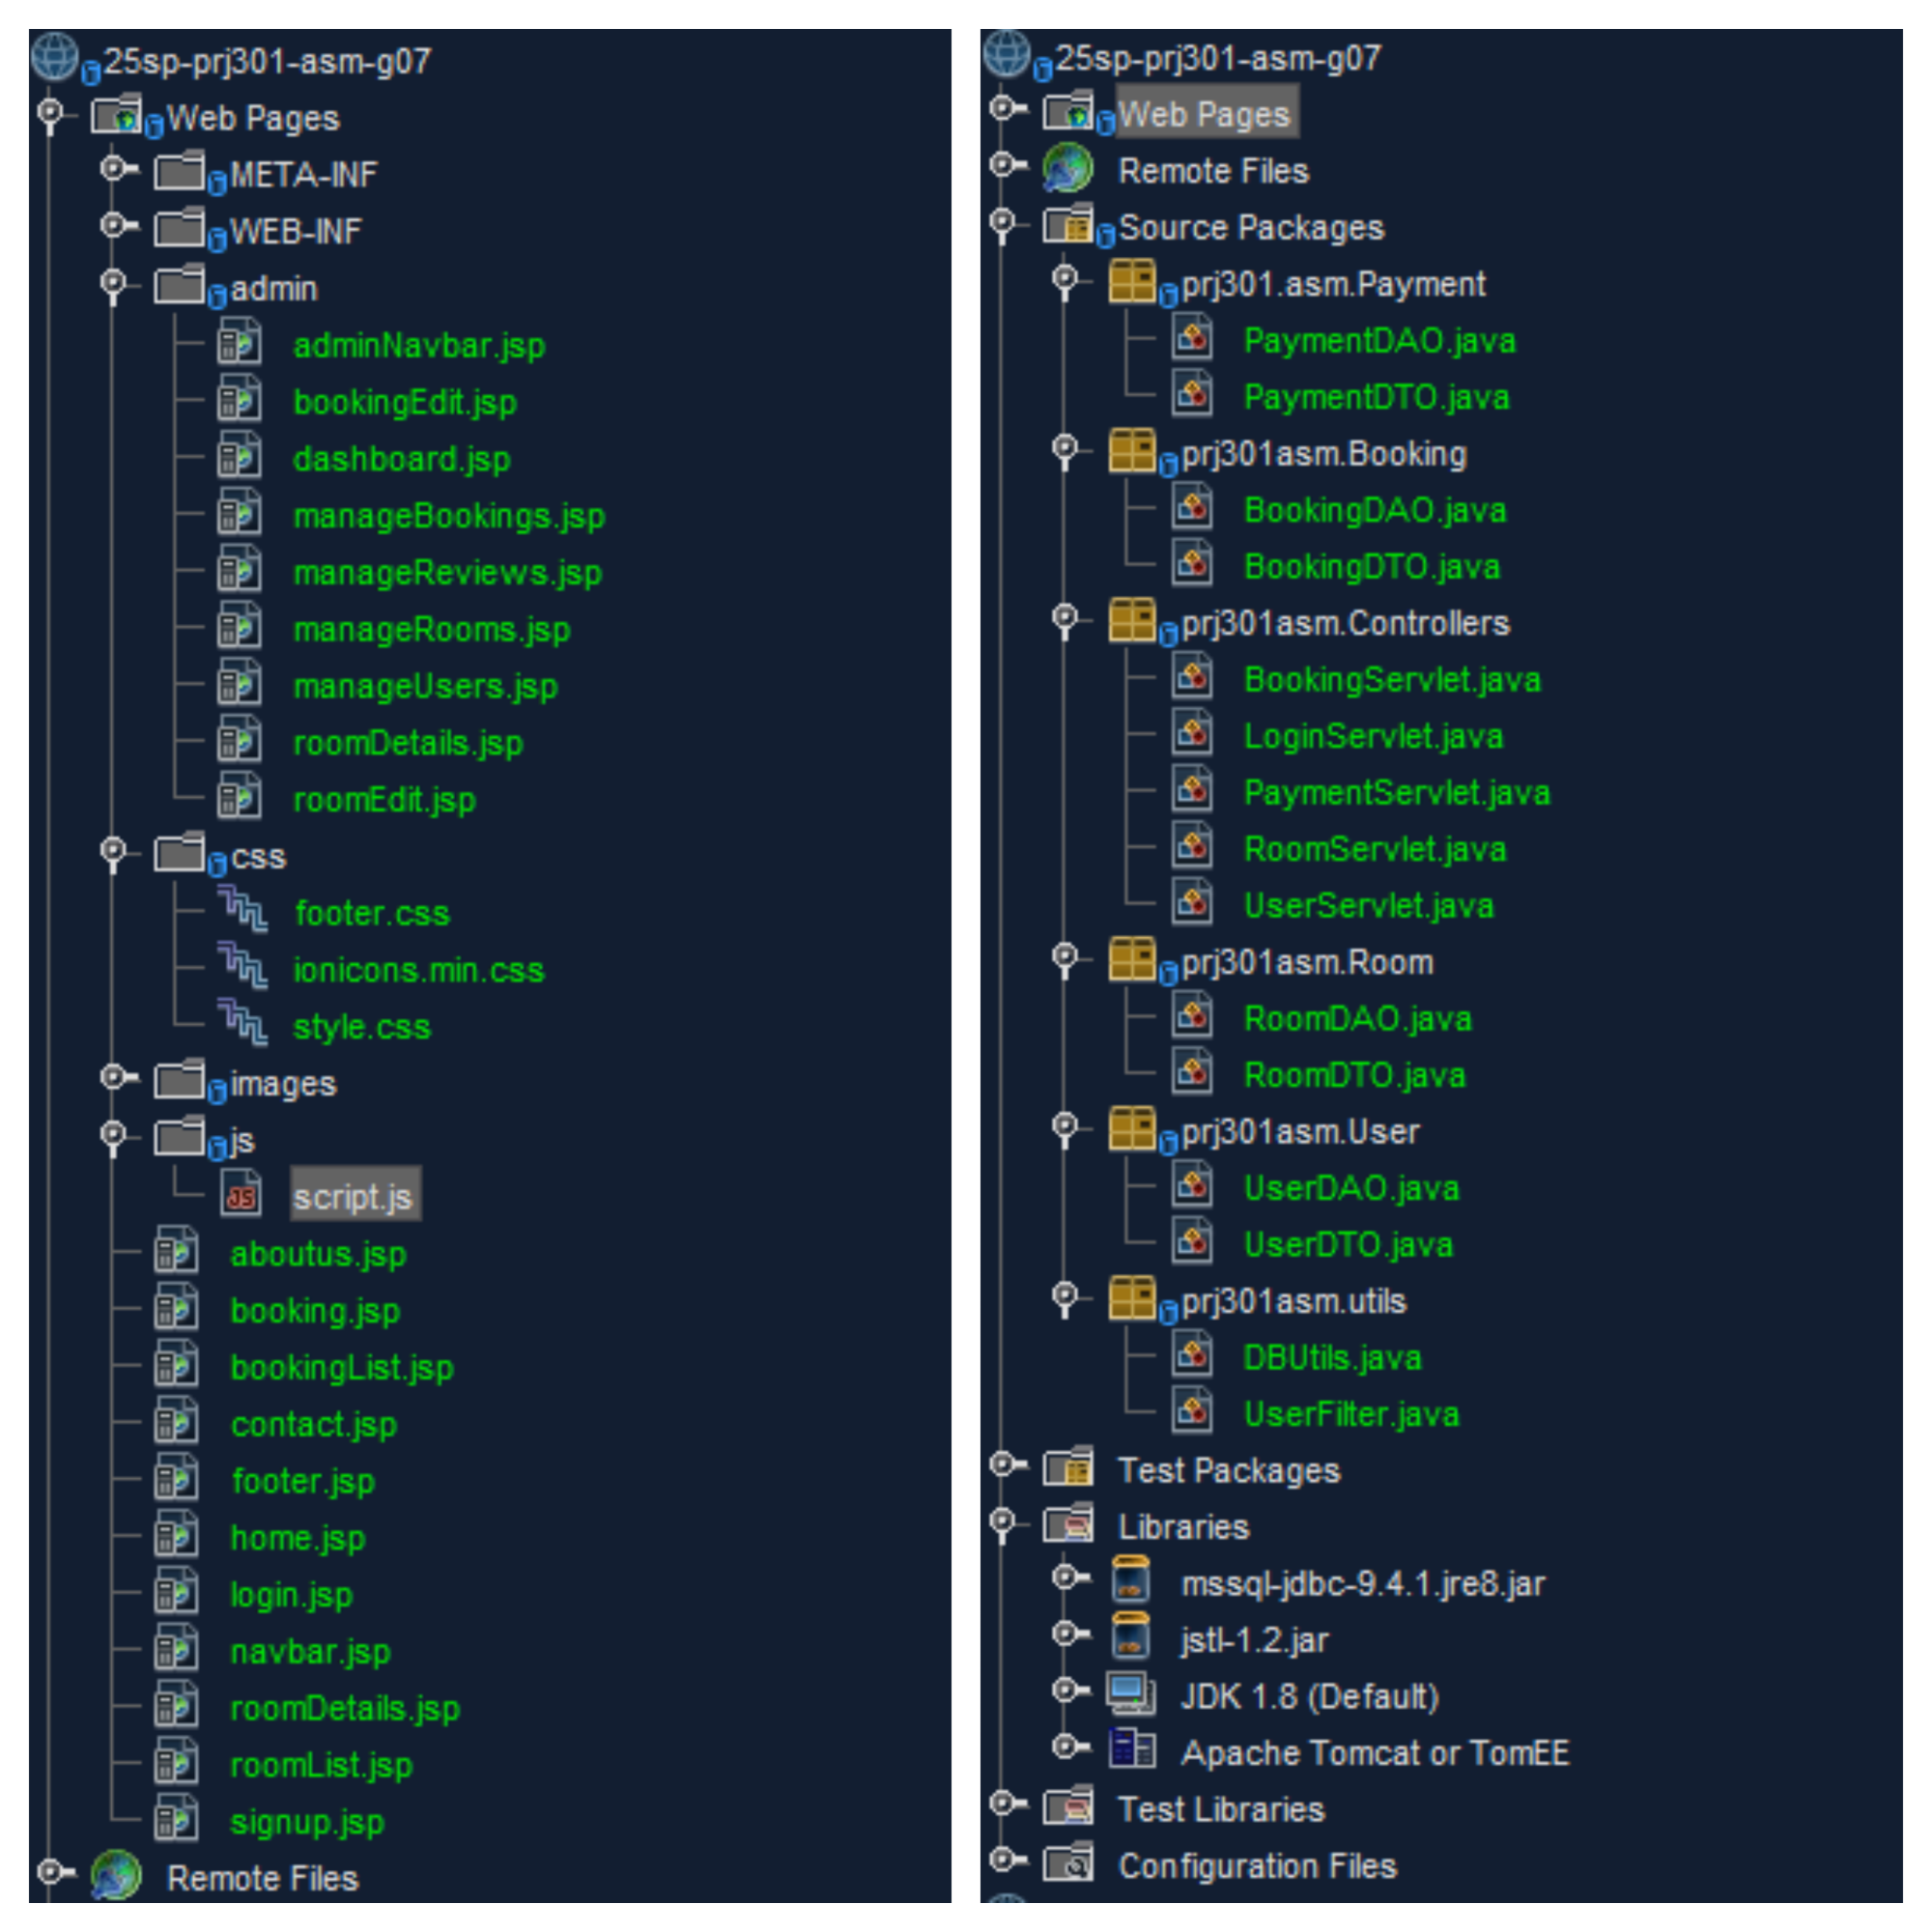 25sp-prj301-asm-g07
Web Pages
META-INF
WEB-INF
admin
adminNavbar.jsp
bookingEdit.jsp
dashboard.jsp
manageBookings.jsp
manageReviews.jsp
manageRooms.jsp
manageUsers.jsp
roomDetails.jsp
roomEdit.jsp
css
footer.css
ionicons.min.css
style.css
images
js
script.js
aboutus.jsp
booking.jsp
bookingList.jsp
contact.jsp
footer.jsp
home.jsp
login.jsp
navbar.jsp
roomDetails.jsp
roomList.jsp
signup.jsp
Remote Files
25sp-prj301-asm-g07
Web Pages
Remote Files
Source Packages
prj301.asm.Payment
PaymentDAO.java
PaymentDTO.java
prj301asm.Booking
BookingDAO.java
BookingDTO.java
prj301asm.Controllers
BookingServlet.java
LoginServlet.java
PaymentServlet.java
RoomServlet.java
UserServlet.java
prj301asm.Room
RoomDAO.java
RoomDTO.java
prj301asm.User
UserDAO.java
UserDTO.java
prj301asm.utils
DBUtils.java
UserFilter.java
Test Packages
Libraries
mssql-jdbc-9.4.1.jre8.jar
jstl-1.2.jar
JDK 1.8 (Default)
Apache Tomcat or TomEE
Test Libraries
Configuration Files